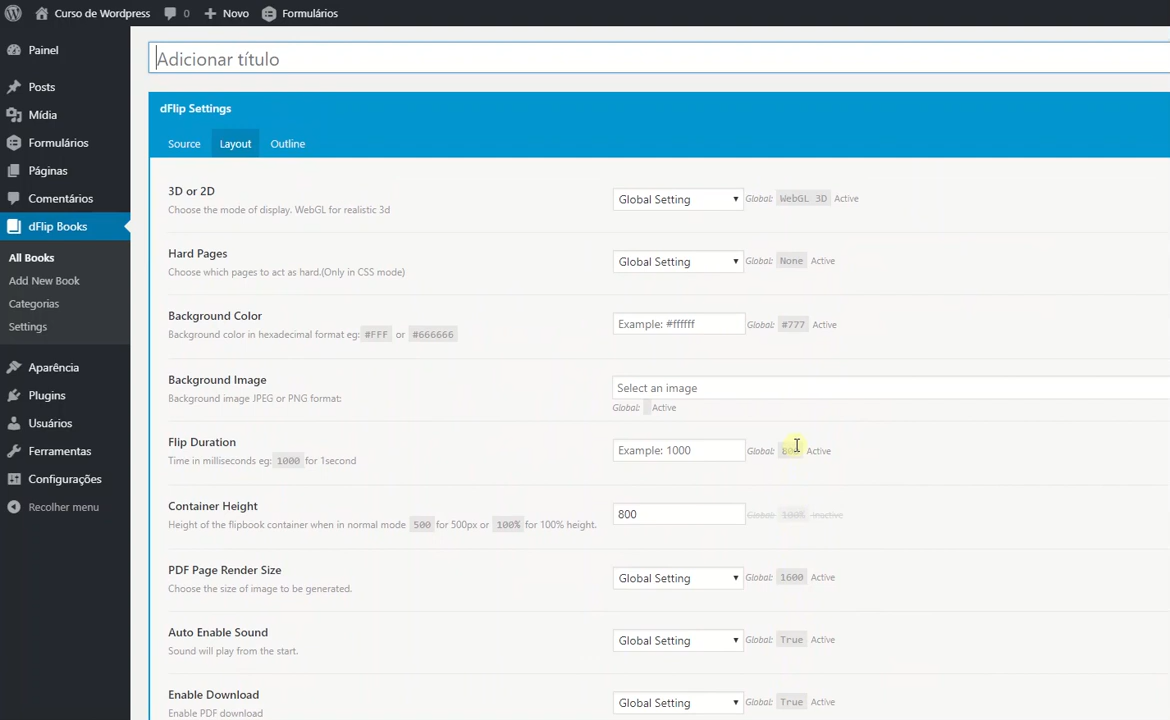 Curso de Wordpress 0 Novo Formulários
Painel
Posts
Mídia
Formulários
Páginas
Comentários
dFlip Books
All Books
Add New Book
Categorias
Settings
Aparência
Plugins
Usuários
Ferramentas
Configurações
Recolher menu
Adicionar título
dFlip Settings
Source Layout Outline
3D or 2D
Choose the mode of display. WebGL for realistic 3d
Global Setting Global: WebGL 3D Active
Hard Pages
Choose which pages to act as hard.(Only in CSS mode)
Global Setting Global: None Active
Background Color
Background color in hexadecimal format eg: #FFF or #666666
Example: #ffffff Global: #777 Active
Background Image
Background image JPEG or PNG format:
Select an image
Global: Active
Flip Duration
Time in milliseconds eg: 1000 for 1second
Example: 1000 Global: Active
Container Height
Height of the flipbook container when in normal mode 500 for 500px or 100% for 100% height.
800 Global: 100% Inactive
PDF Page Render Size
Choose the size of image to be generated.
Global Setting Global: 1600 Active
Auto Enable Sound
Sound will play from the start.
Global Setting Global: True Active
Enable Download
Enable PDF download
Global Setting Global: True Active